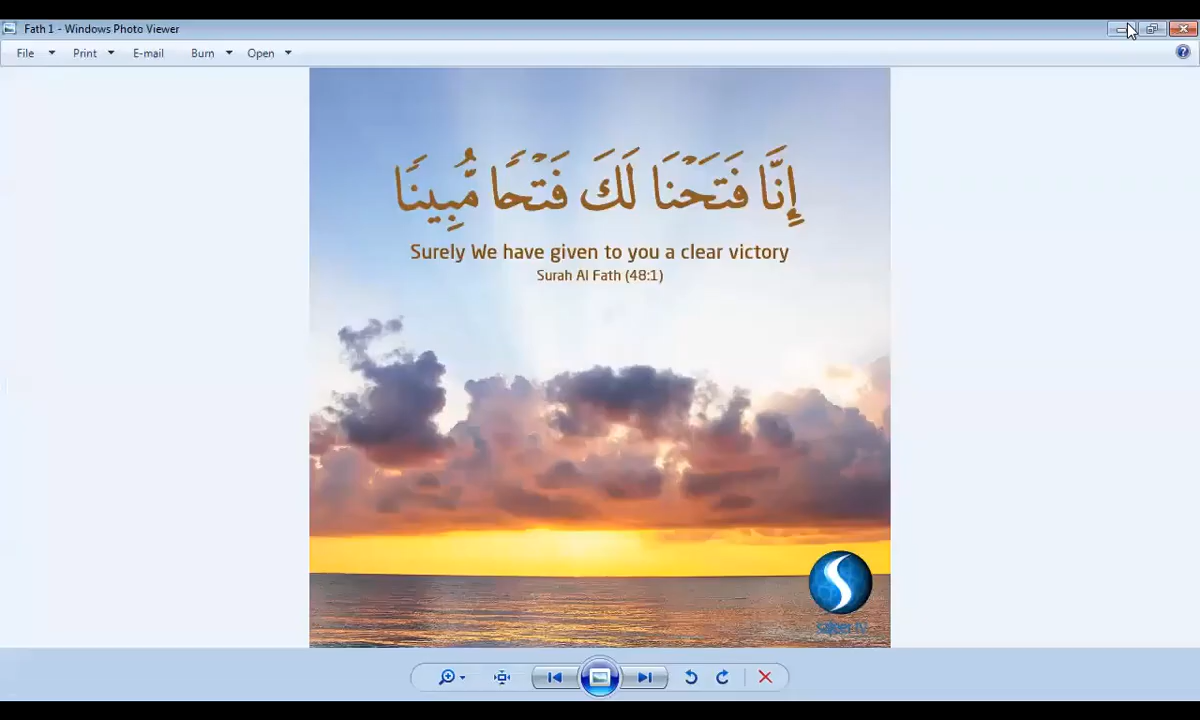 Fath 1 - Windows Photo Viewer
File Print E-mail Burn Open
إِنَّا فَتَحْنَا لَكَ فَتْحًا مُّبِينًا
Surely We have given to you a clear victory
Surah Al Fath (48:1)